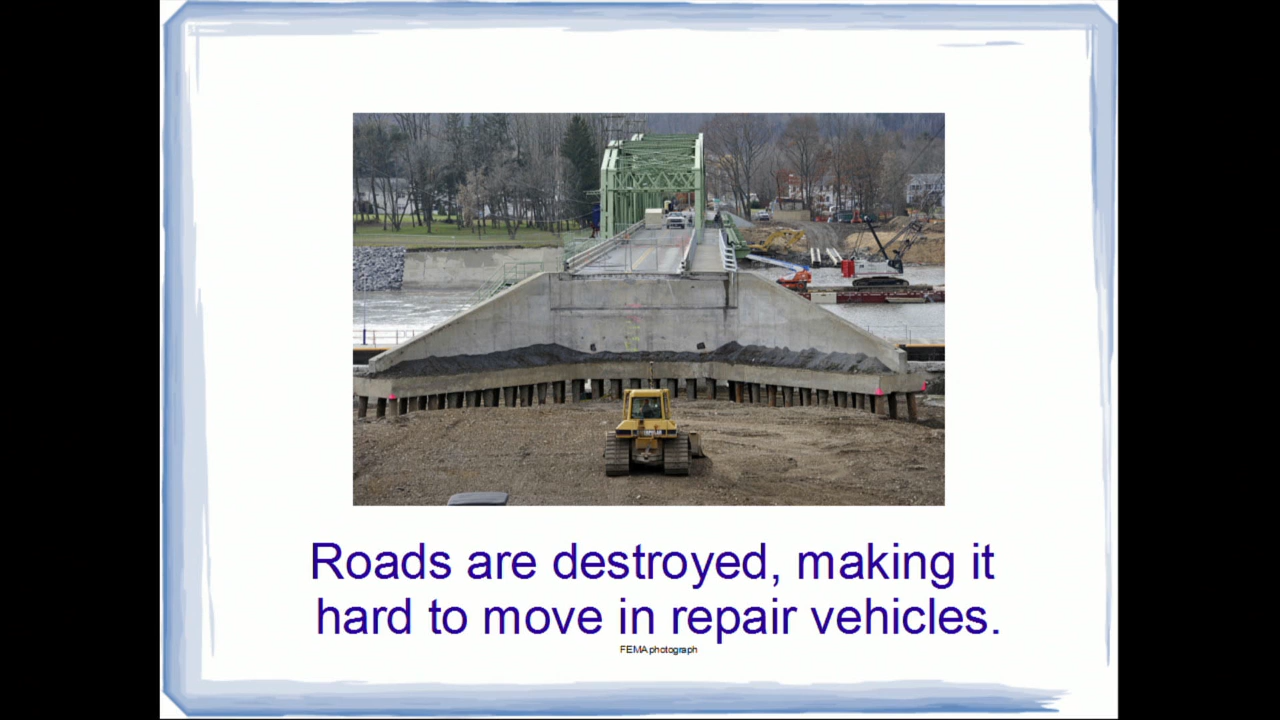 Roads are destroyed, making it
hard to move in repair vehicles.
FEMA photograph